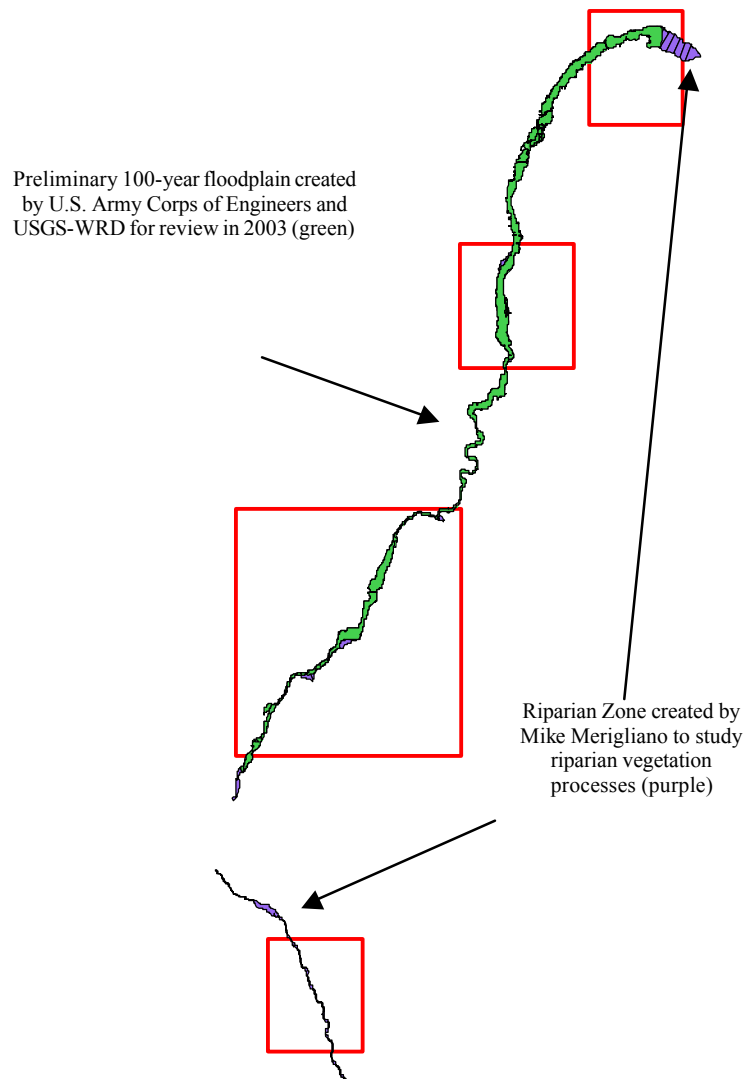 Preliminary 100-year floodplain created
by U.S. Army Corps of Engineers and
USGS-WRD for review in 2003 (green)
Riparian Zone created by
Mike Merigliano to study
riparian vegetation
processes (purple)